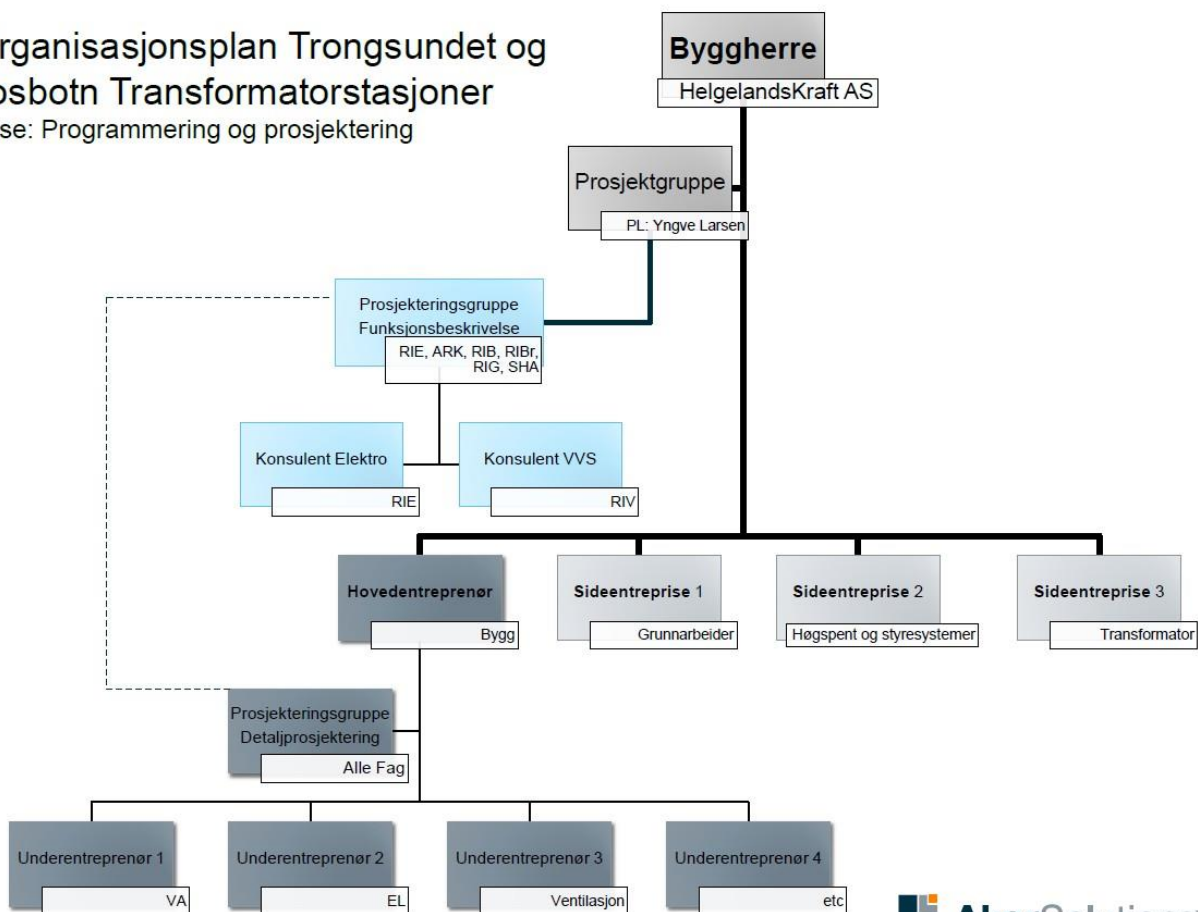 rganisasjonsplan Trongsundet og
osbotn Transformatorstasjoner
se: Programmering og prosjektering
Byggherre
HelgelandsKraft AS
Prosjektgruppe
PL: Yngve Larsen
Prosjekteringsgruppe
Funksjonsbeskrivelse
RIE, ARK, RIB, RIBr,
RIG, SHA
Konsulent Elektro
RIE
Konsulent VVS
RIV
Hovedentreprenør
Bygg
Sideentreprise 1
Grunnarbeider
Sideentreprise 2
Høgspent og styresystemer
Sideentreprise 3
Transformator
Prosjekteringsgruppe
Detaljprosjektering
Alle Fag
Underentreprenør 1
VA
Underentreprenør 2
EL
Underentreprenør 3
Ventilasjon
Underentreprenør 4
etc